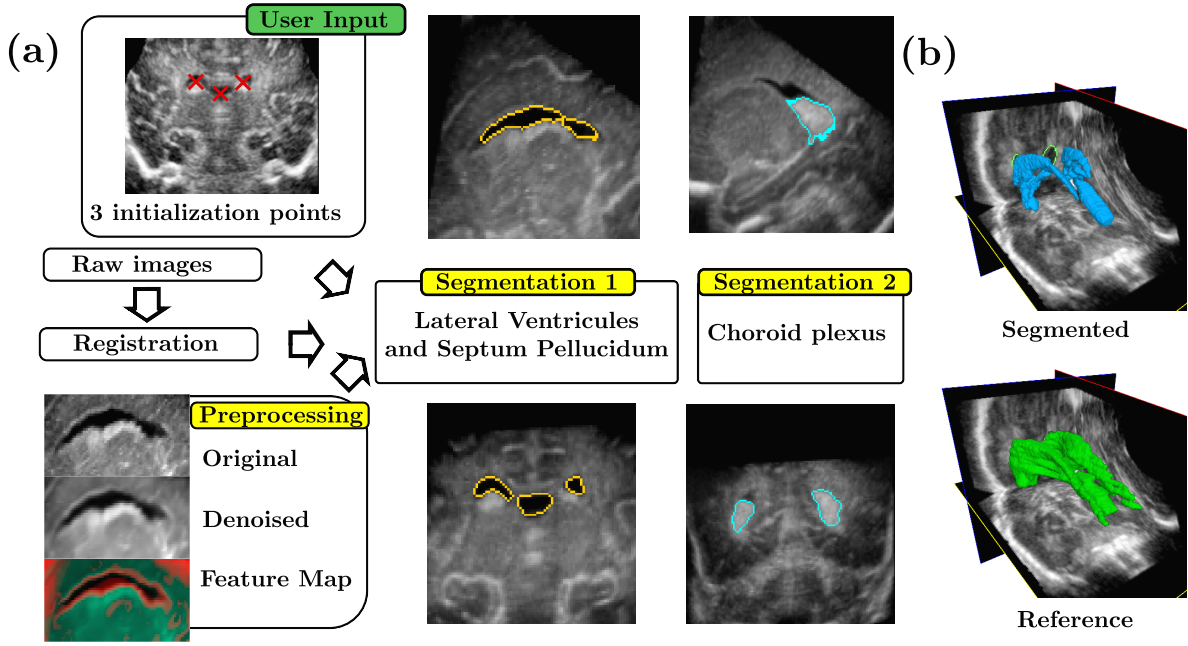 (a)
User Input
3 initialization points
Raw images
Registration
Preprocessing
Original
Denoised
Feature Map
Segmentation 1
Lateral Ventricules
and Septum Pellucidum
Segmentation 2
Choroid plexus
(b)
Segmented
Reference